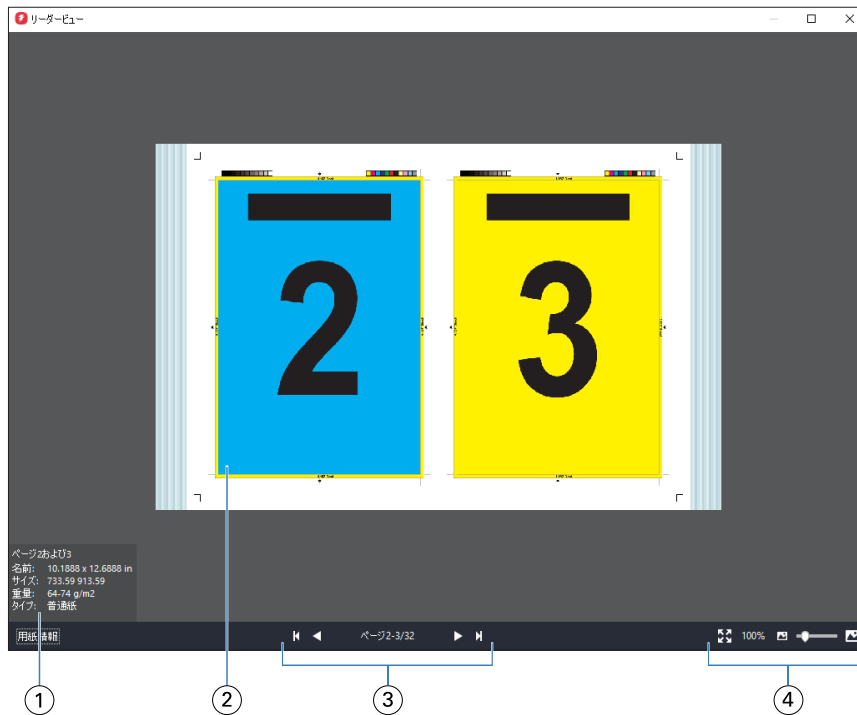 リーダービュー
2
3
ページ2および3
名前: 10.1888 x 12.6888 in
サイズ: 733.59 913.59
重量: 64-74 g/m2
タイプ: 普通紙
用紙情報
ページ2-3/32
100%
1
2
3
4